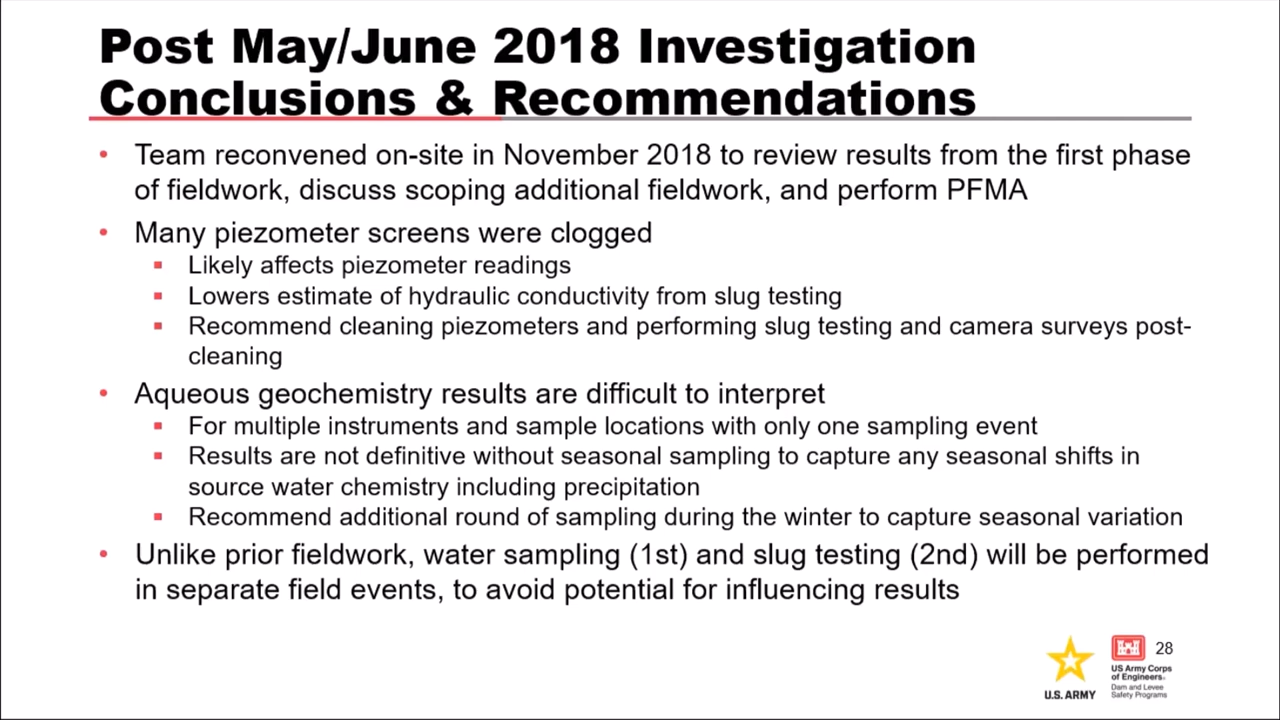 Post May/June 2018 Investigation
Conclusions & Recommendations
• Team reconvened on-site in November 2018 to review results from the first phase
of fieldwork, discuss scoping additional fieldwork, and perform PFMA
• Many piezometer screens were clogged
▪ Likely affects piezometer readings
▪ Lowers estimate of hydraulic conductivity from slug testing
▪ Recommend cleaning piezometers and performing slug testing and camera surveys post-
cleaning
• Aqueous geochemistry results are difficult to interpret
▪ For multiple instruments and sample locations with only one sampling event
▪ Results are not definitive without seasonal sampling to capture any seasonal shifts in
source water chemistry including precipitation
▪ Recommend additional round of sampling during the winter to capture seasonal variation
• Unlike prior fieldwork, water sampling (1st) and slug testing (2nd) will be performed
in separate field events, to avoid potential for influencing results
28
U.S. ARMY
US Army Corps
of Engineers®
Dam and Levee
Safety Programs